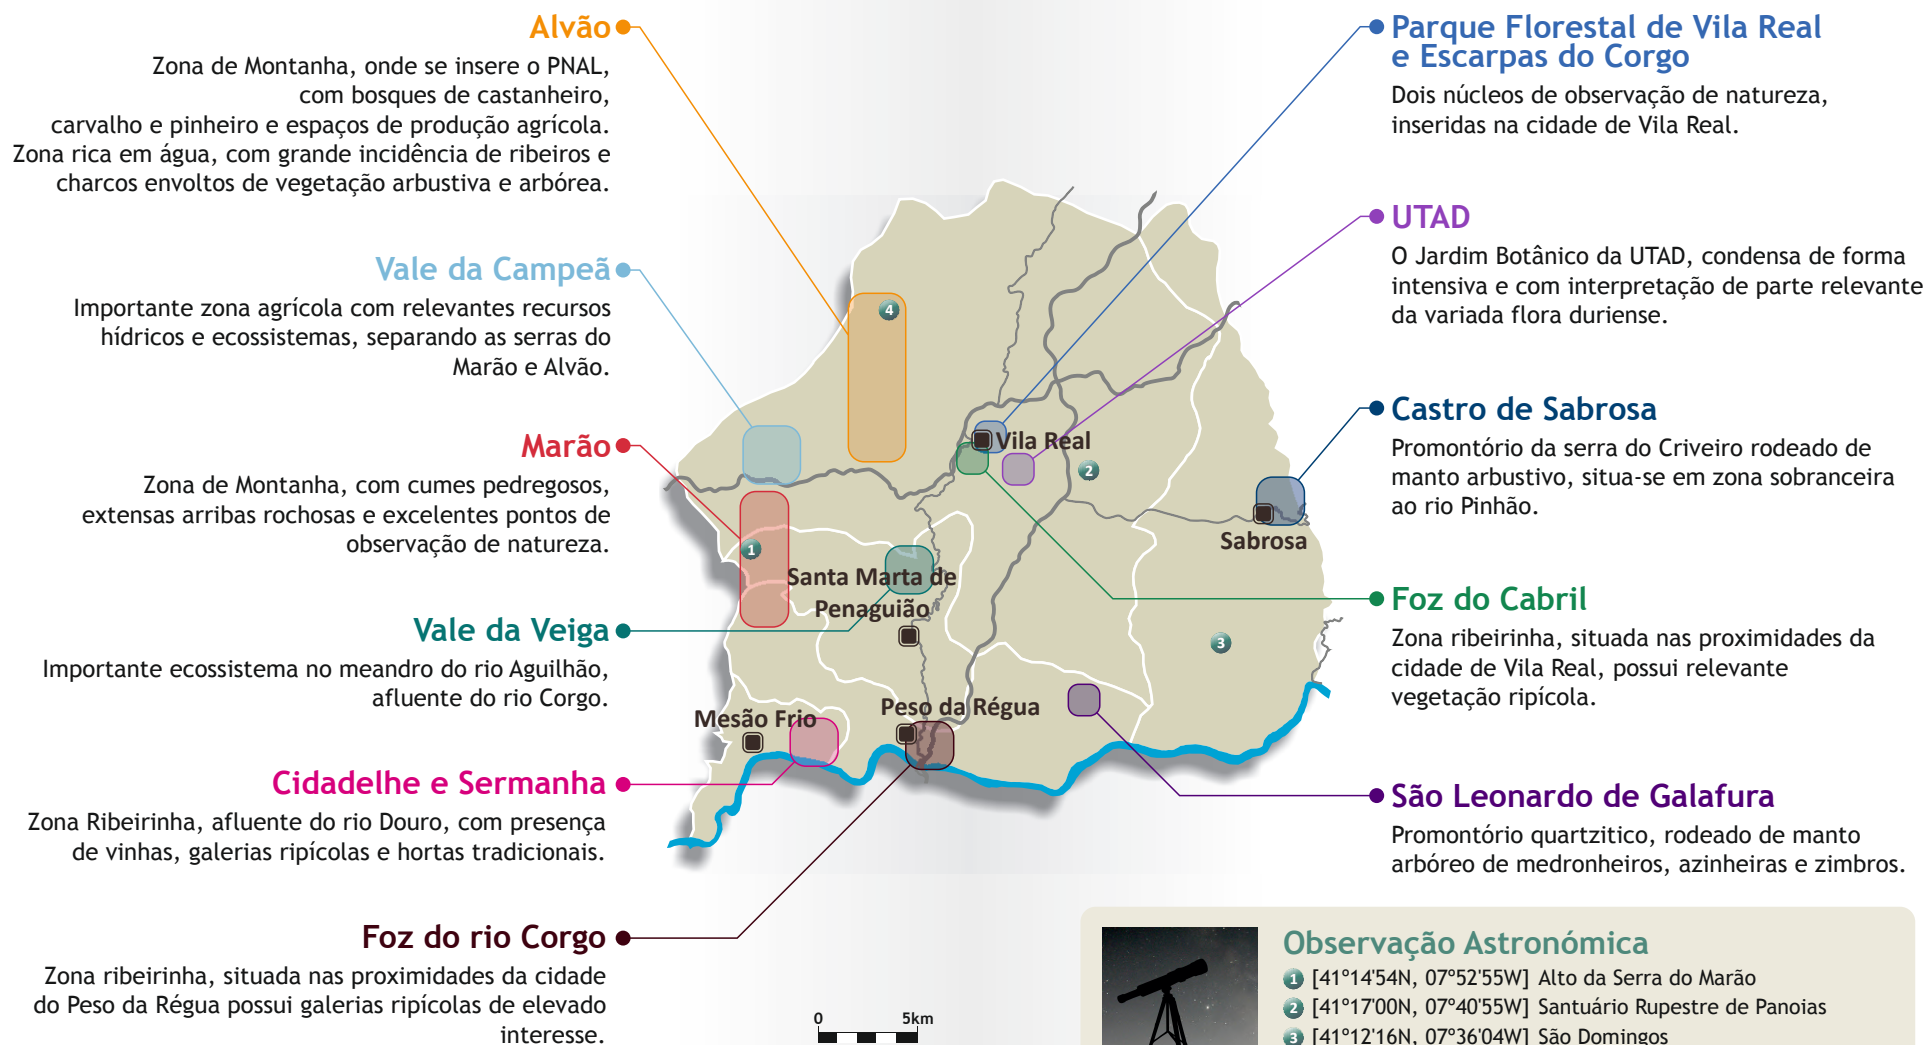 Alvão
Zona de Montanha, onde se insere o PNAL,
com bosques de castanheiro,
carvalho e pinheiro e espaços de produção agrícola.
Zona rica em água, com grande incidência de ribeiros e
charcos envoltos de vegetação arbustiva e arbórea.
Vale da Campeã
Importante zona agrícola com relevantes recursos
hídricos e ecossistemas, separando as serras do
Marão e Alvão.
Marão
Zona de Montanha, com cumes pedregosos,
extensas arribas rochosas e excelentes pontos de
observação de natureza.
Vale da Veiga
Importante ecossistema no meandro do rio Aguilhão,
afluente do rio Corgo.
Cidadelhe e Sermanha
Zona Ribeirinha, afluente do rio Douro, com presença
de vinhas, galerias ripícolas e hortas tradicionais.
Foz do rio Corgo
Zona ribeirinha, situada nas proximidades da cidade
do Peso da Régua possui galerias ripícolas de elevado
interesse.
4
Vila Real
2
Sabrosa
1
Santa Marta de
Penaguião
3
Mesão Frio
Peso da Régua
0 5km
Parque Florestal de Vila Real
e Escarpas do Corgo
Dois núcleos de observação de natureza,
inseridas na cidade de Vila Real.
UTAD
O Jardim Botânico da UTAD, condensa de forma
intensiva e com interpretação de parte relevante
da variada flora duriense.
Castro de Sabrosa
Promontório da serra do Criveiro rodeado de
manto arbustivo, situa-se em zona sobranceira
ao rio Pinhão.
Foz do Cabril
Zona ribeirinha, situada nas proximidades da
cidade de Vila Real, possui relevante
vegetação ripícola.
São Leonardo de Galafura
Promontório quartzitico, rodeado de manto
arbóreo de medronheiros, azinheiras e zimbros.
Observação Astronómica
1 [41º14'54N, 07º52'55W] Alto da Serra do Marão
2 [41º17'00N, 07º40'55W] Santuário Rupestre de Panoias
3 [41º12'16N, 07º36'04W] São Domingos